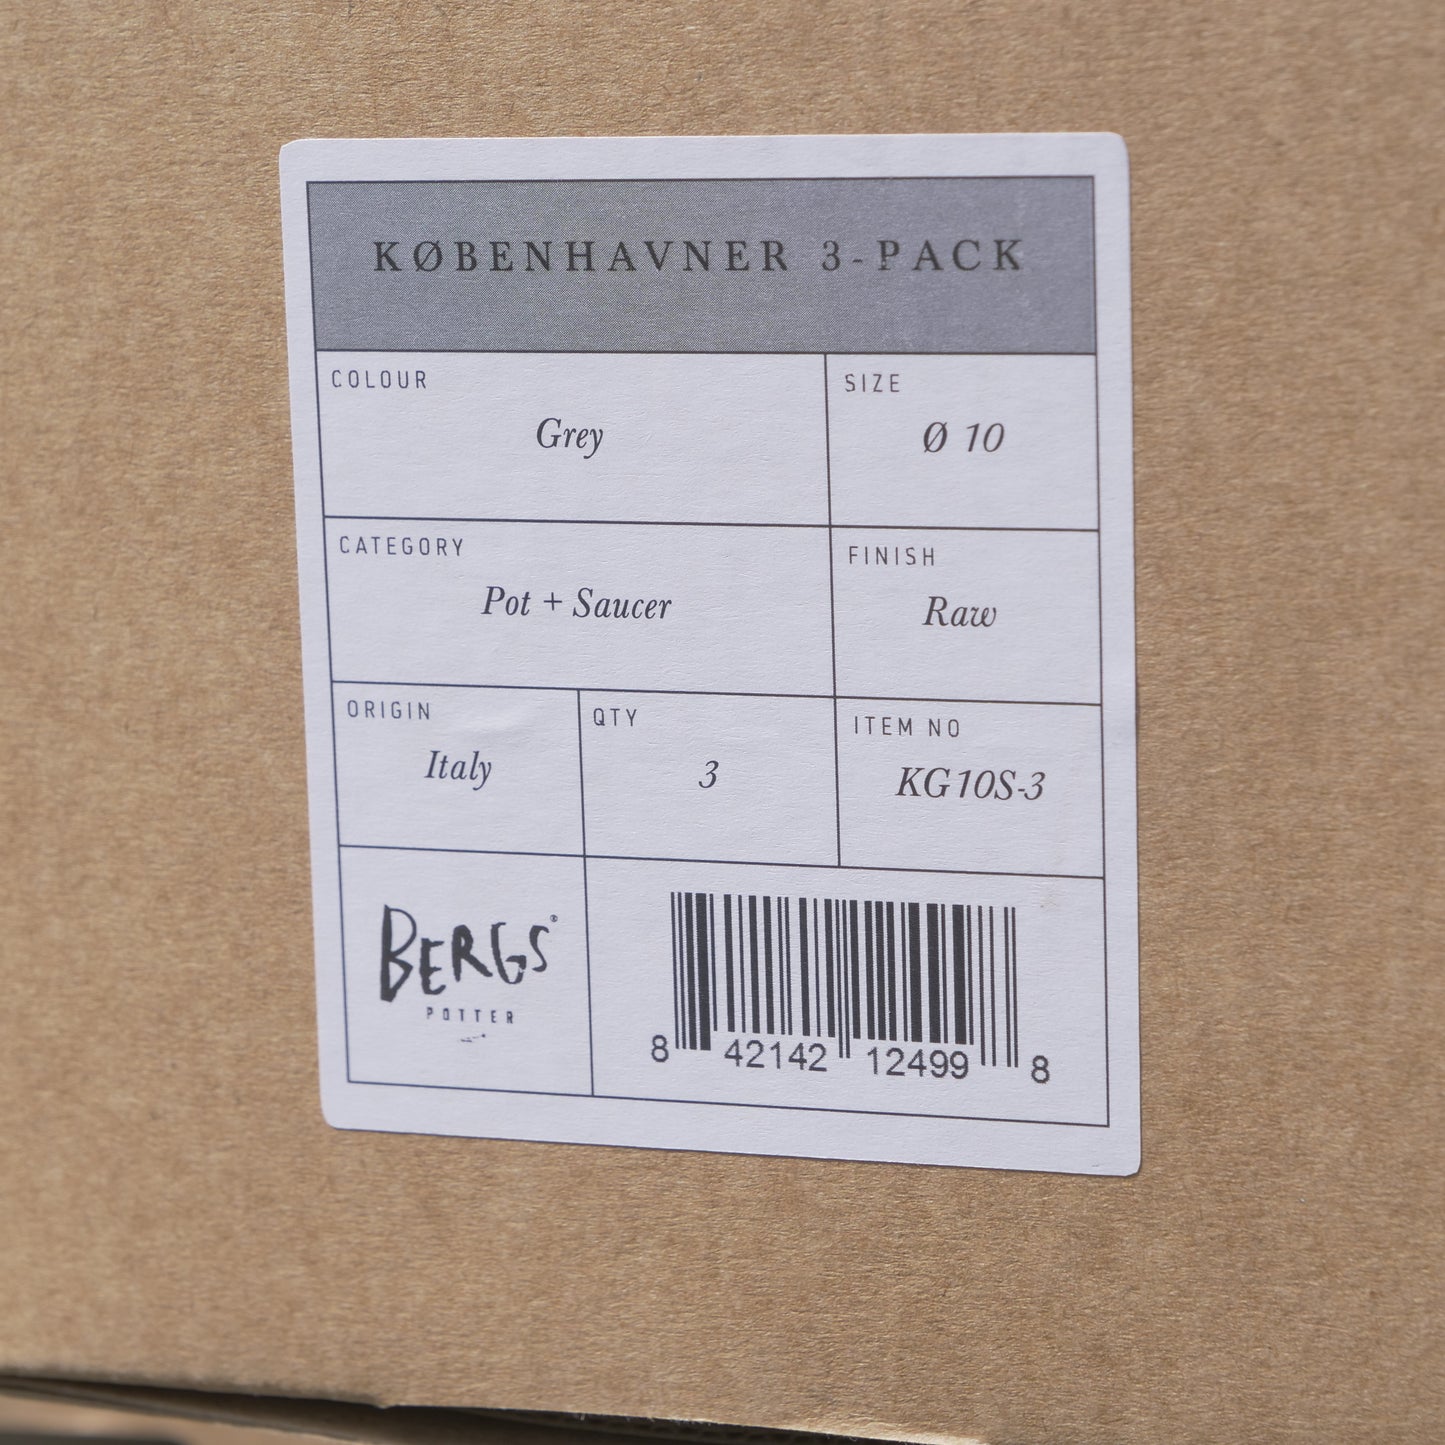 KØBENHAVNER 3-PACK
COLOUR
Grey
SIZE
Ø 10
CATEGORY
Pot + Saucer
FINISH
Raw
ORIGIN
Italy
QTY
3
ITEM NO
KG10S-3
BERGS®
POTTER
8 42142 12499 8